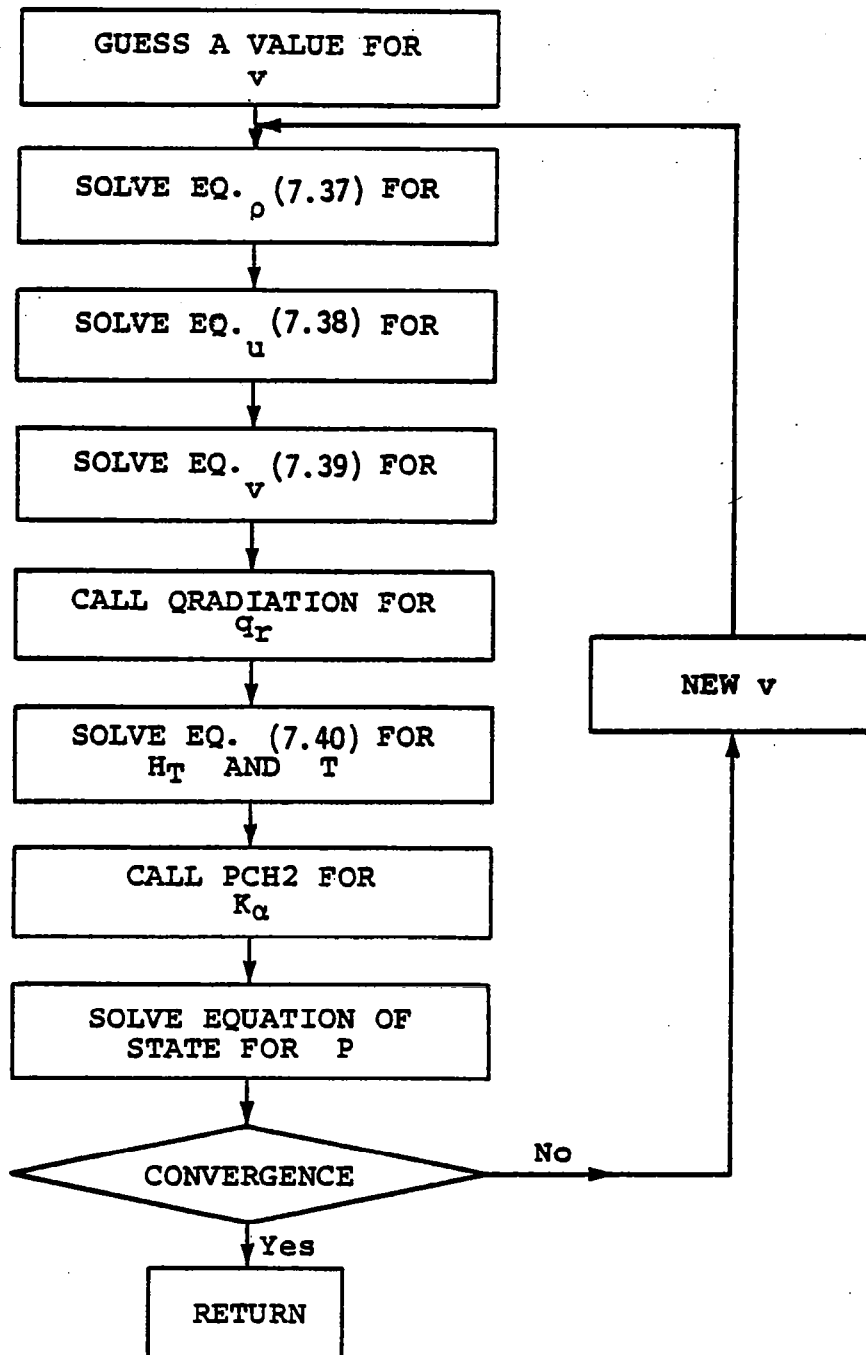 GUESS A VALUE FOR
v
SOLVE EQ. (7.37) FOR
ρ
SOLVE EQ. (7.38) FOR
u
SOLVE EQ. (7.39) FOR
v
CALL QRADIATION FOR
qr
SOLVE EQ. (7.40) FOR
HT AND T
CALL PCH2 FOR
Kα
SOLVE EQUATION OF
STATE FOR P
CONVERGENCE
No
NEW v
Yes
RETURN